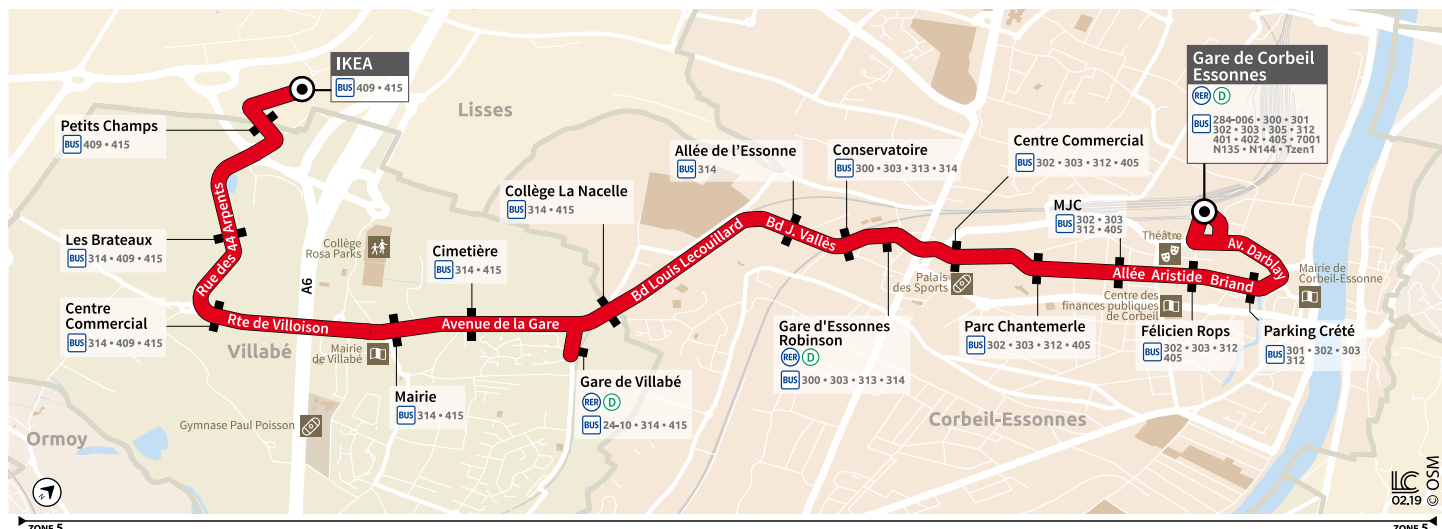 IKEA
BUS 409 • 415
Petits Champs
BUS 409 • 415
Les Brateaux
BUS 314 • 409 • 415
Centre
Commercial
BUS 314 • 409 • 415
Rue des 44 Arpents
Rte de Villoison
Villabé
Ormoy
Lisses
A6
Collège
Rosa Parks
Mairie
de Villabé
Gymnase Paul Poisson
Cimetière
BUS 314 • 415
Mairie
BUS 314 • 415
Avenue de la Gare
Collège La Nacelle
BUS 314 • 415
Gare de Villabé
RER D
BUS 24-10 • 314 • 415
Bd Louis Lecouillard
Allée de l'Essonne
BUS 314
Bd J. Vallès
Conservatoire
BUS 300 • 303 • 313 • 314
Gare d'Essonnes
Robinson
RER D
BUS 300 • 303 • 313 • 314
Centre Commercial
BUS 302 • 303 • 312 • 405
Palais
des Sports
Parc Chantemerle
BUS 302 • 303 • 312 • 405
MJC
BUS 302 • 303
312 • 405
Théâtre
Allée Aristide Briand
Centre des
finances publiques
de Corbeil
Félicien Rops
BUS 302 • 303 • 312
405
Parking Crété
BUS 301 • 302 • 303
312
Av. Darblay
Mairie de
Corbeil-Essonne
Gare de Corbeil
Essonnes
RER D
BUS 284-006 • 300 • 301
302 • 303 • 305 • 312
401 • 402 • 405 • 7001
N135 • N144 • Tzen1
Corbeil-Essonnes
N
LC
02.19 © OSM
ZONE 5
ZONE 5